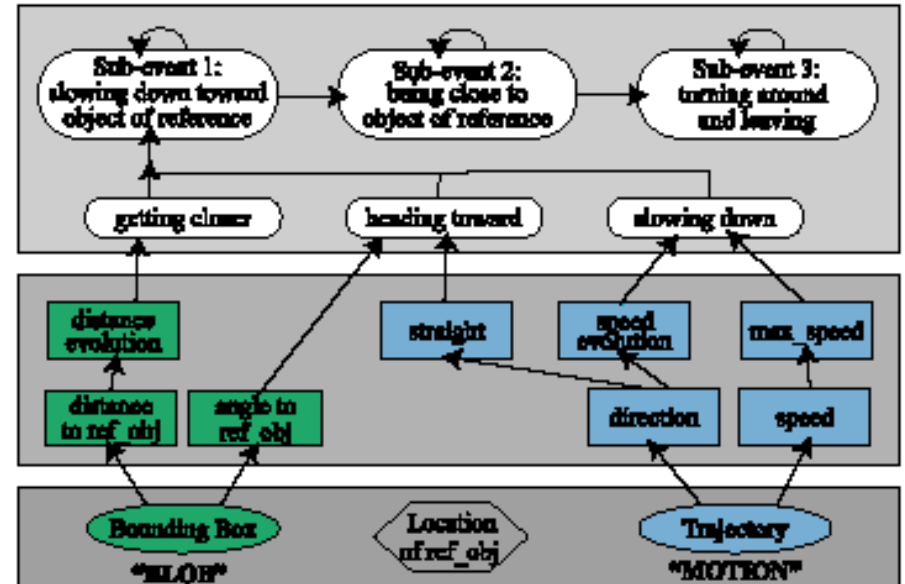 Sub-event 1:
slowing down toward
object of reference
Sub-event 2:
being close to
object of reference
Sub-event 3:
turning around
and leaving
getting closer
heading toward
slowing down
distance
evolution
straight
speed
evolution
max_speed
distance
to ref_obj
angle to
ref_obj
direction
speed
Bounding Box
Location
of ref_obj
Trajectory
"BLOB"
"MOTION"